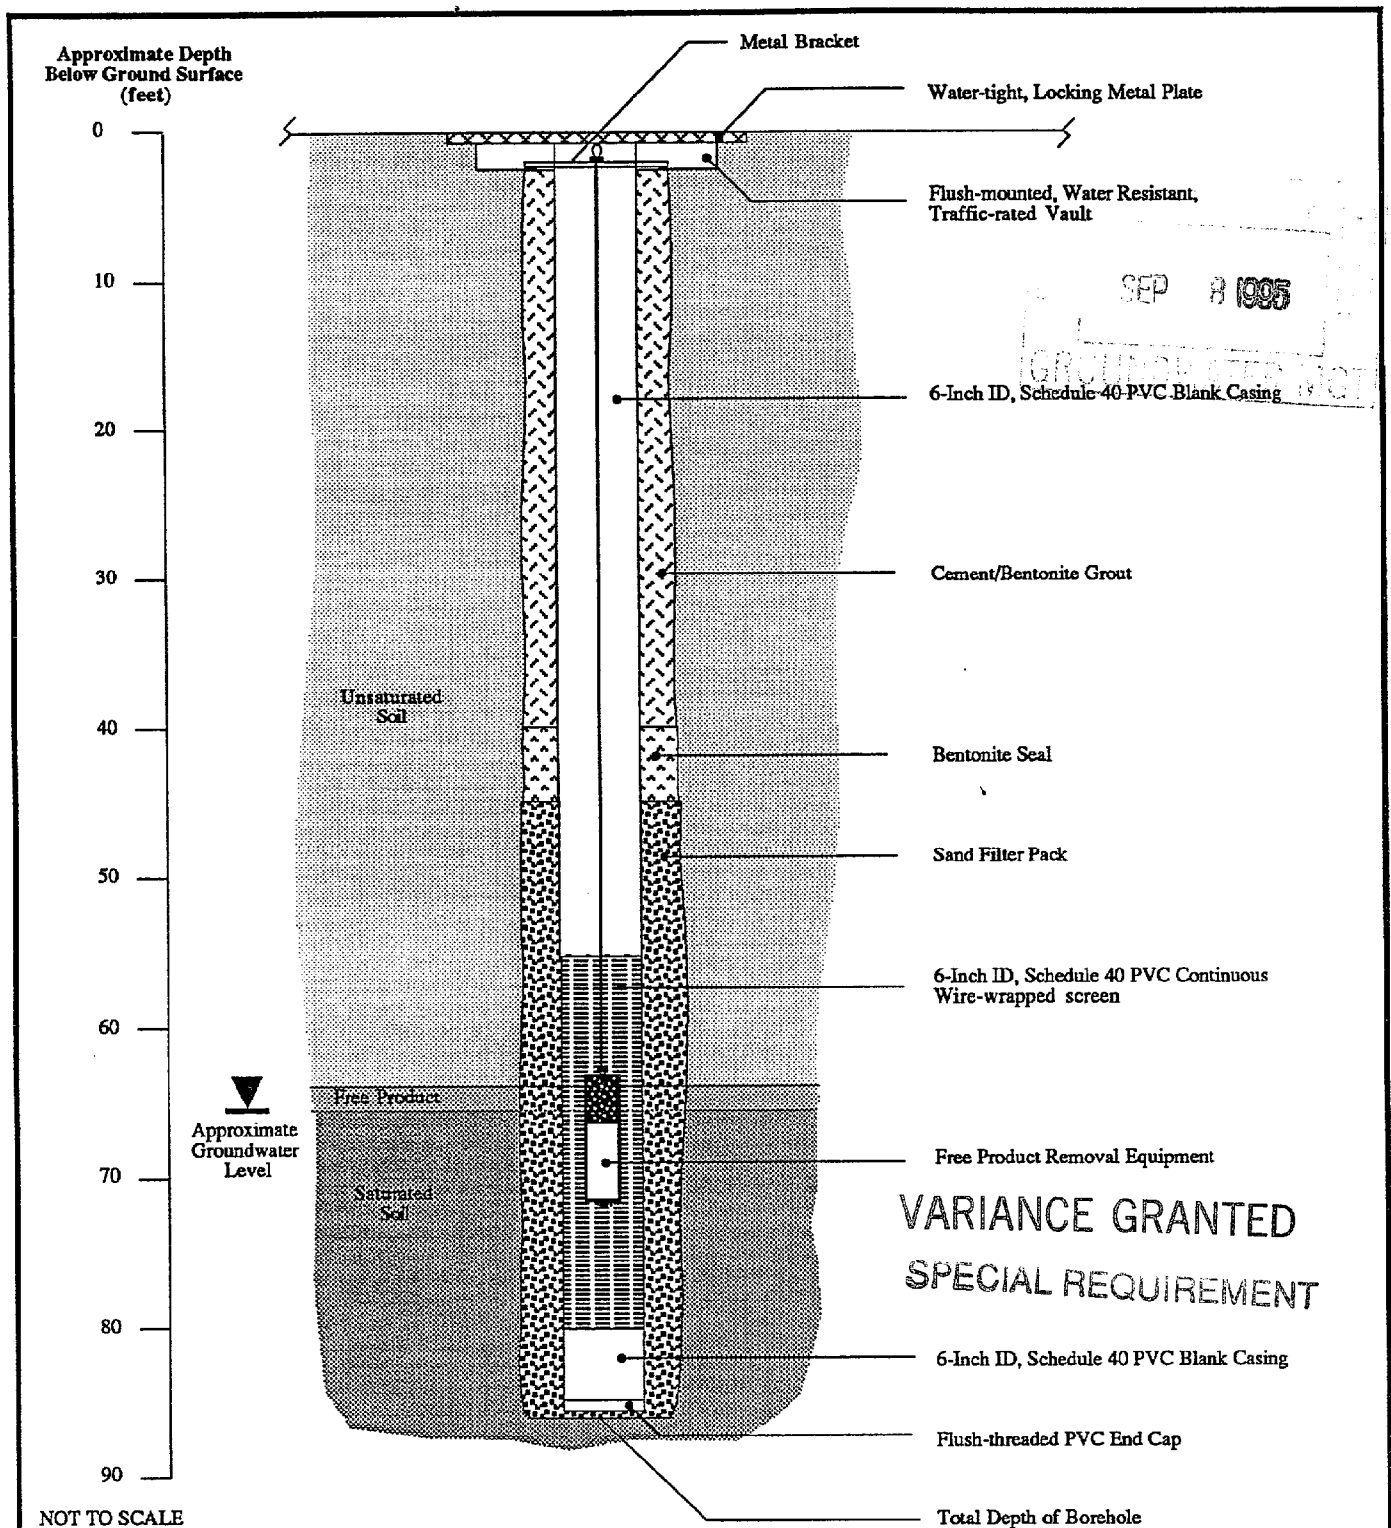 Approximate Depth
Below Ground Surface
(feet)
Metal Bracket
Water-tight, Locking Metal Plate
0
Flush-mounted, Water Resistant,
Traffic-rated Vault
10
SEP 8 1995
6-Inch ID, Schedule 40 PVC Blank Casing
20
30
Cement/Bentonite Grout
Unsaturated
Soil
40
Bentonite Seal
Sand Filter Pack
50
6-Inch ID, Schedule 40 PVC Continuous
Wire-wrapped screen
60
Free Product
Approximate
Groundwater
Level
Free Product Removal Equipment
70
Saturated
Soil
VARIANCE GRANTED
SPECIAL REQUIREMENT
80
6-Inch ID, Schedule 40 PVC Blank Casing
Flush-threaded PVC End Cap
90
NOT TO SCALE
Total Depth of Borehole